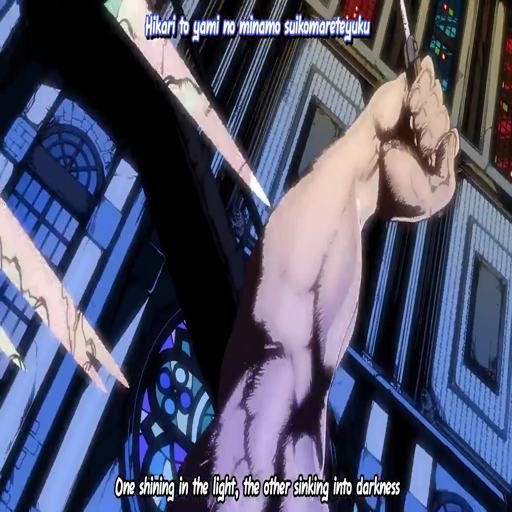 Hikari to yami no minamo suikomareteyuku
One shining in the light, the other sinking into darkness